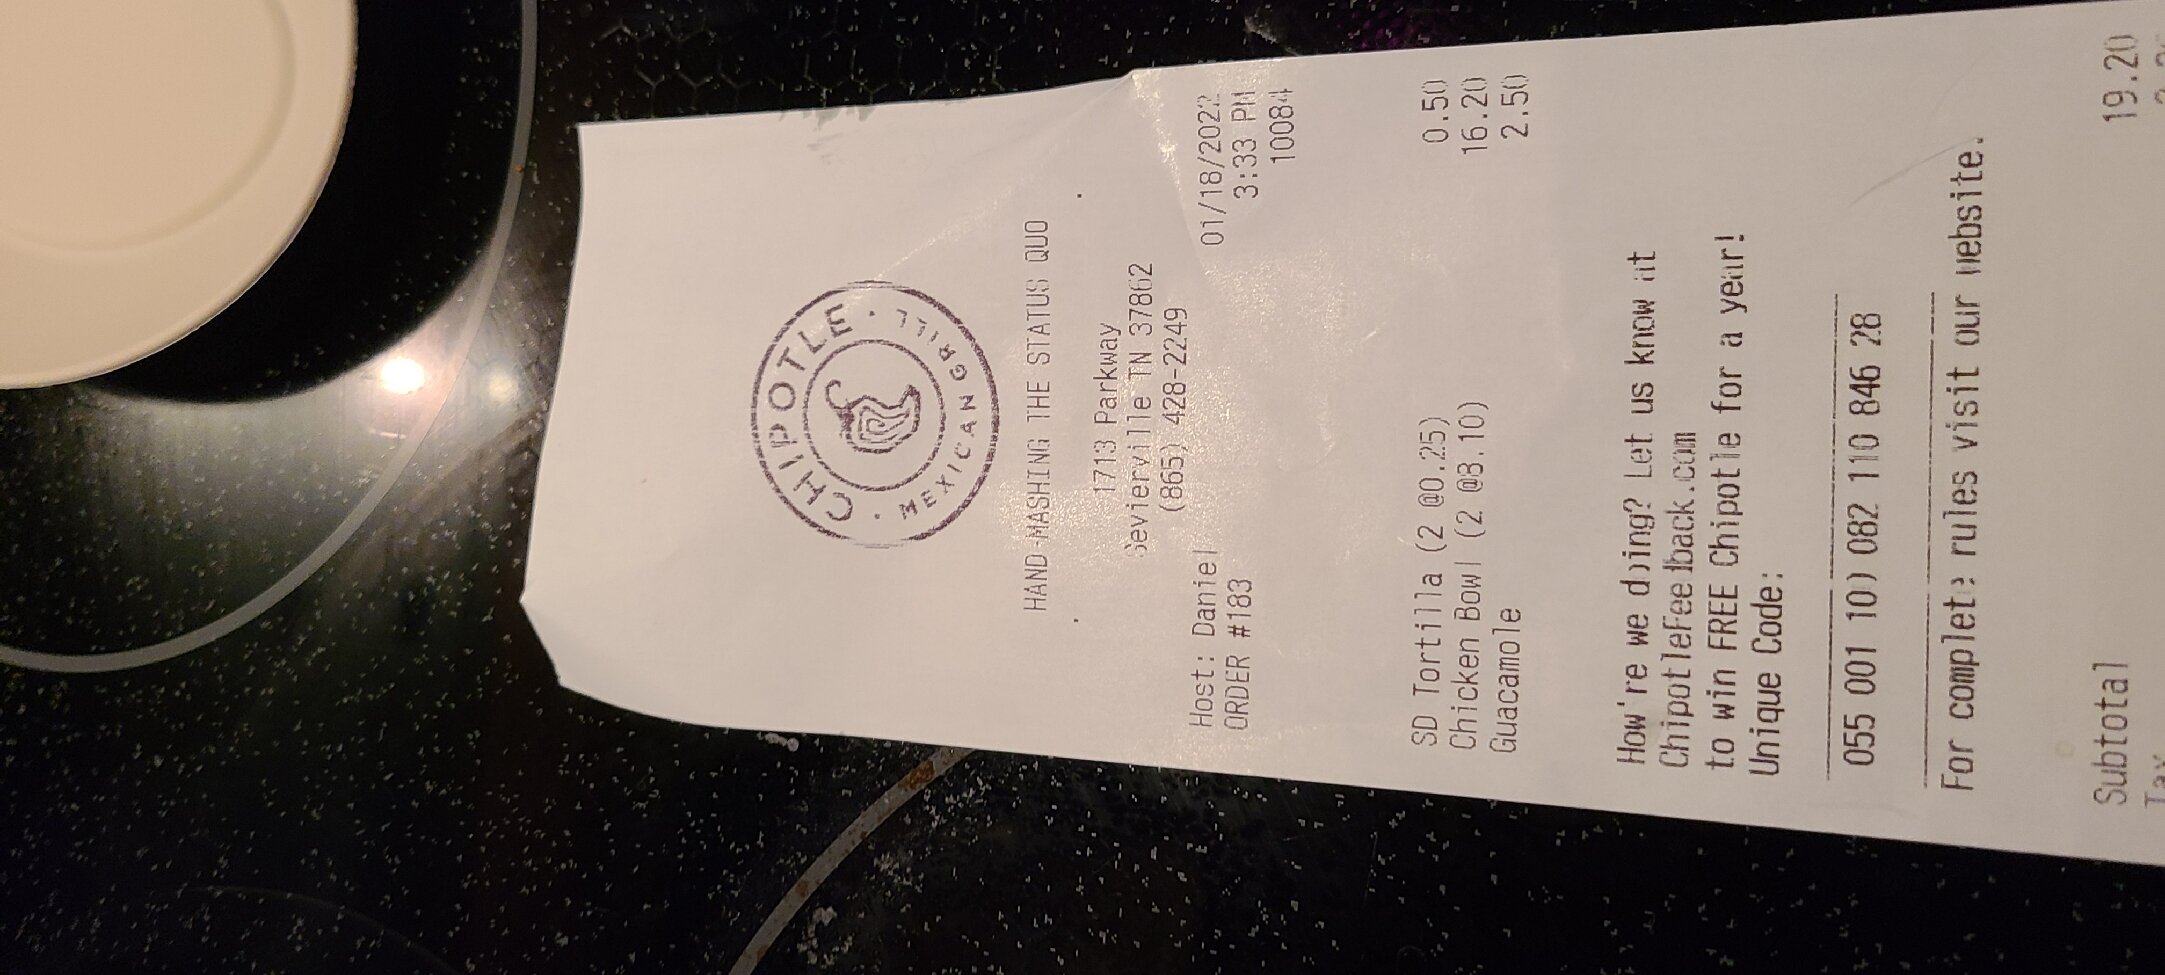 CHIPOTLE
MEXICAN GRILL
HAND-MASHING THE STATUS QUO
1713 Parkway
Sevierville TN 37862
(865) 428-2249
Host: Daniel 01/18/2022
ORDER #183 3:33 PM
10084
SD Tortilla (2 @0.25) 0.50
Chicken Bowl (2 @8.10) 16.20
Guacamole 2.50
How're we doing? Let us know at
ChipotleFeedback.com
to win FREE Chipotle for a year!
Unique Code:
055 001 100 082 110 846 28
For complete rules visit our website.
Subtotal 19.20
Tax